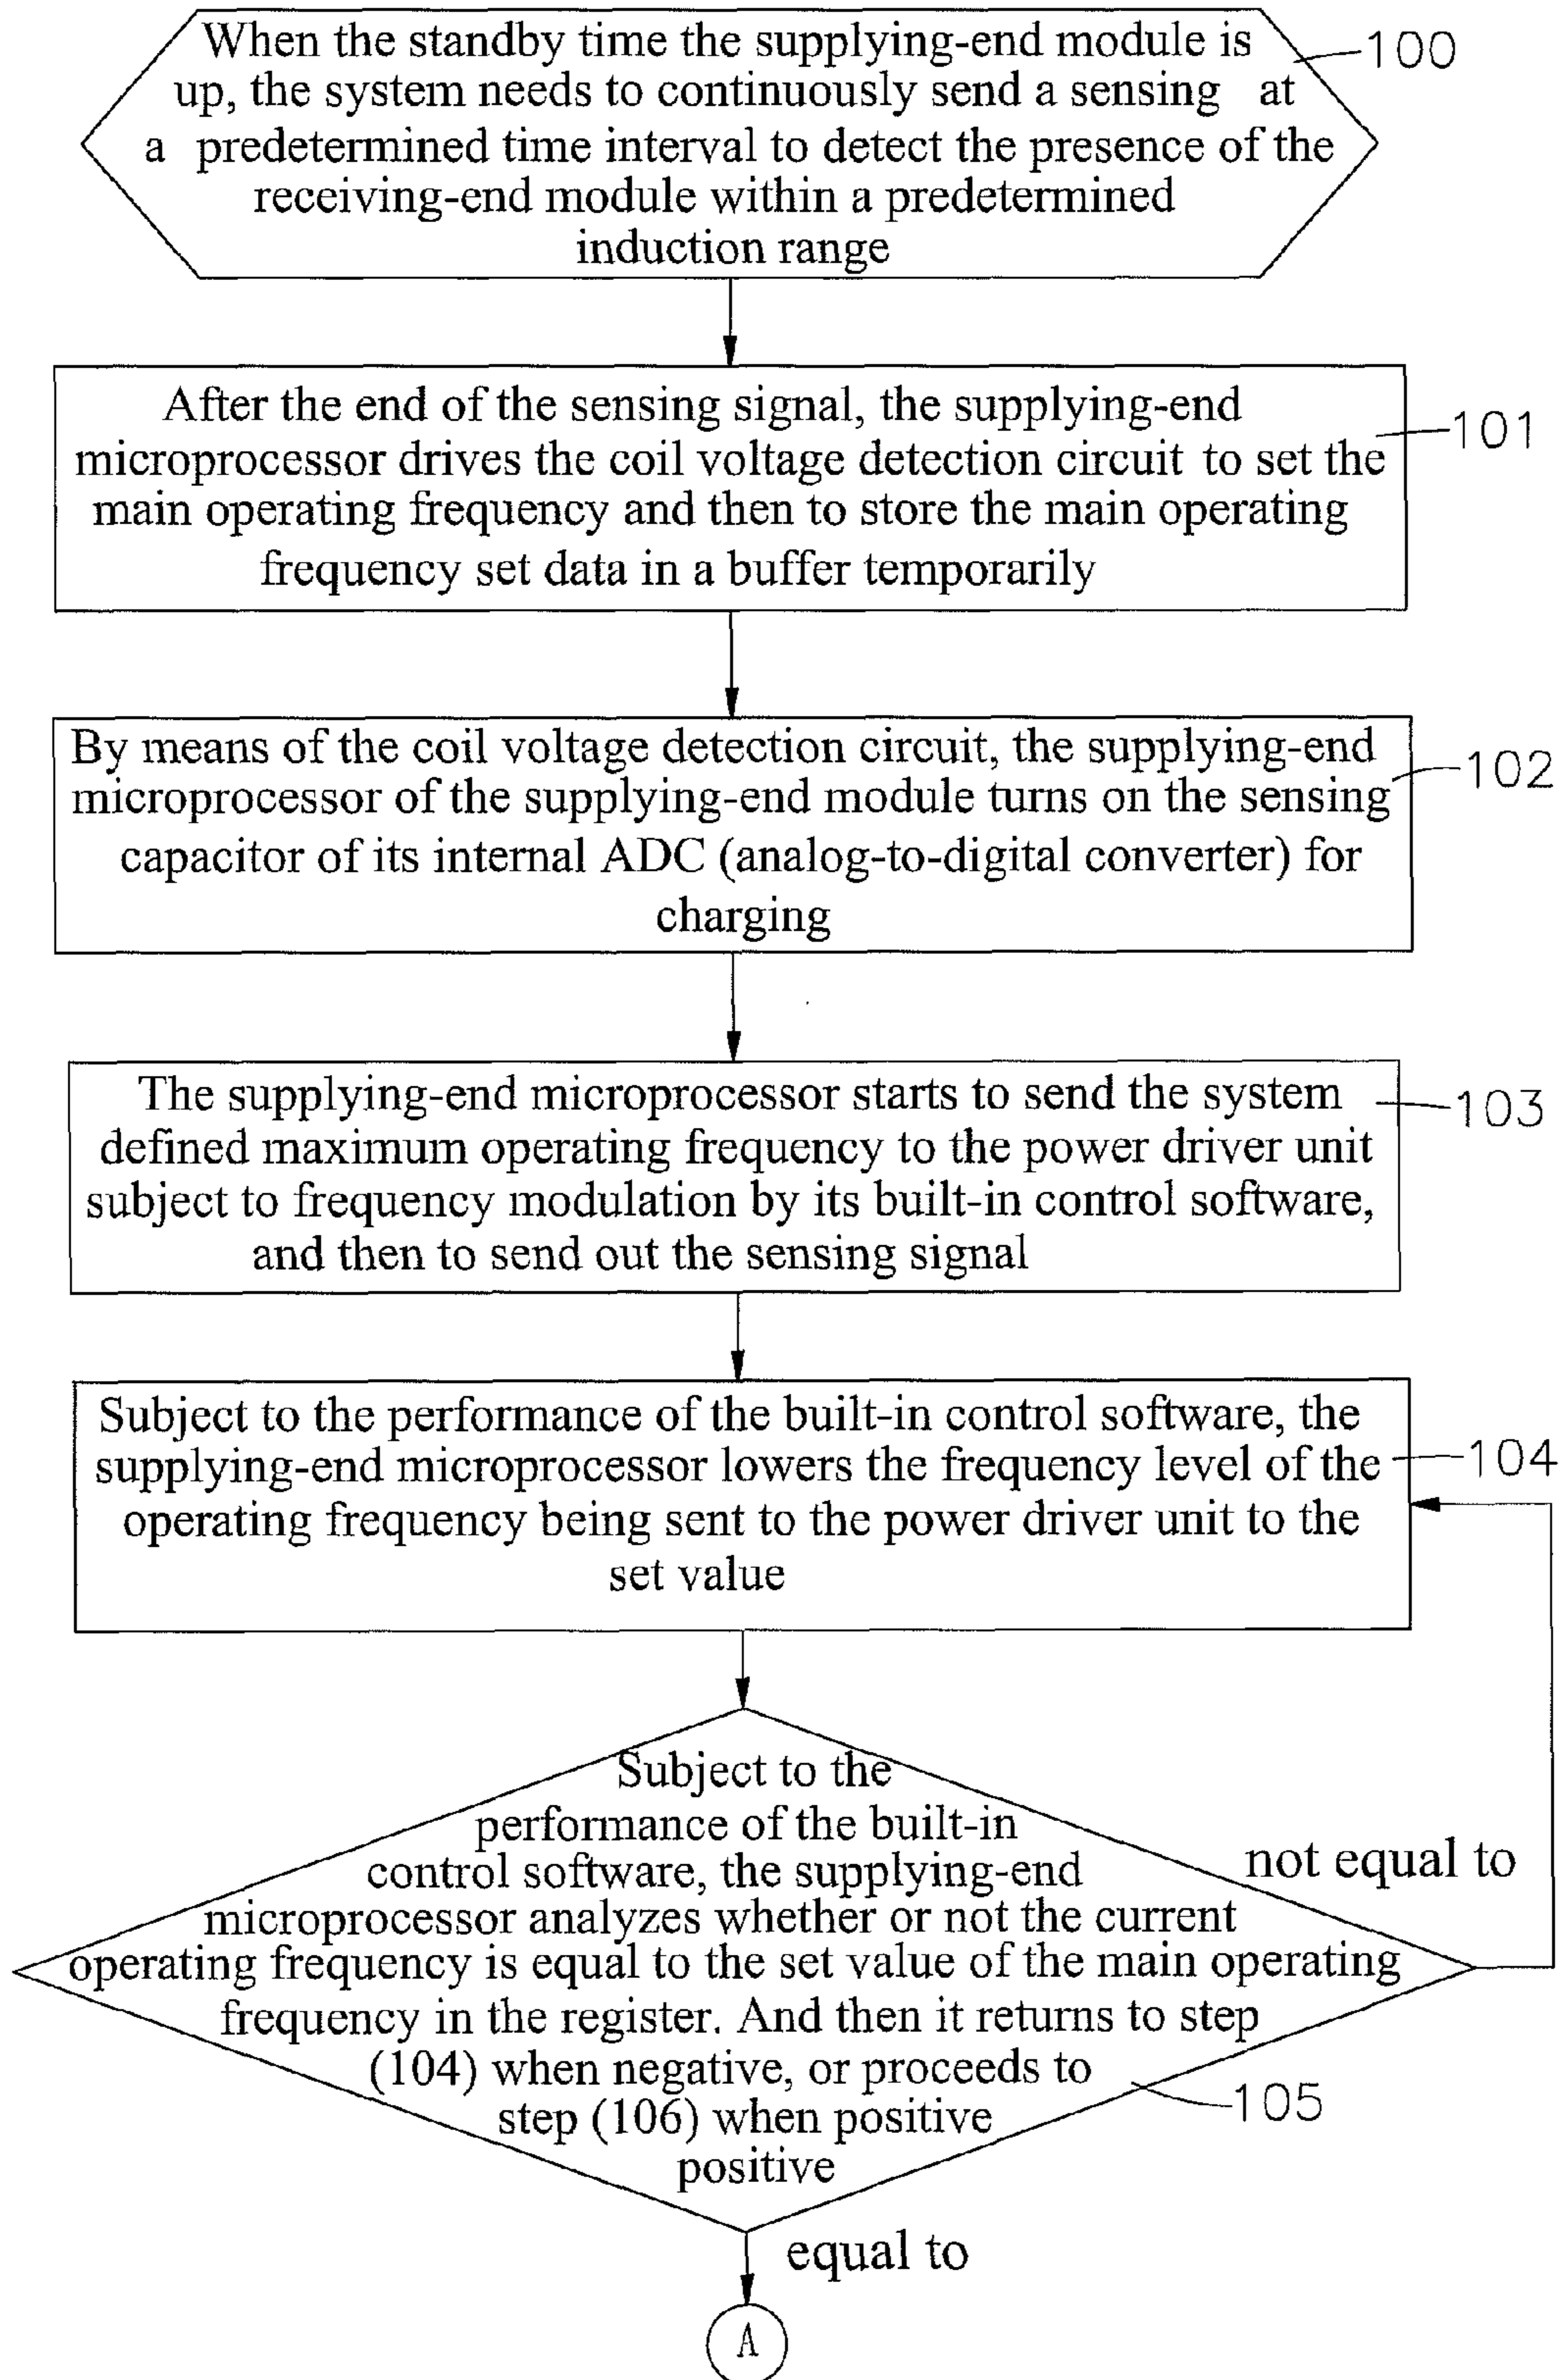 When the standby time the supplying-end module is
up, the system needs to continuously send a sensing at
a predetermined time interval to detect the presence of the
receiving-end module within a predetermined
induction range
100
After the end of the sensing signal, the supplying-end
microprocessor drives the coil voltage detection circuit to set the
main operating frequency and then to store the main operating
frequency set data in a buffer temporarily
101
By means of the coil voltage detection circuit, the supplying-end
microprocessor of the supplying-end module turns on the sensing
capacitor of its internal ADC (analog-to-digital converter) for
charging
102
The supplying-end microprocessor starts to send the system
defined maximum operating frequency to the power driver unit
subject to frequency modulation by its built-in control software,
and then to send out the sensing signal
103
Subject to the performance of the built-in control software, the
supplying-end microprocessor lowers the frequency level of the
operating frequency being sent to the power driver unit to the
set value
104
Subject to the
performance of the built-in
control software, the supplying-end
microprocessor analyzes whether or not the current
operating frequency is equal to the set value of the main operating
frequency in the register. And then it returns to step
(104) when negative, or proceeds to
step (106) when positive
positive
105
not equal to
equal to
A